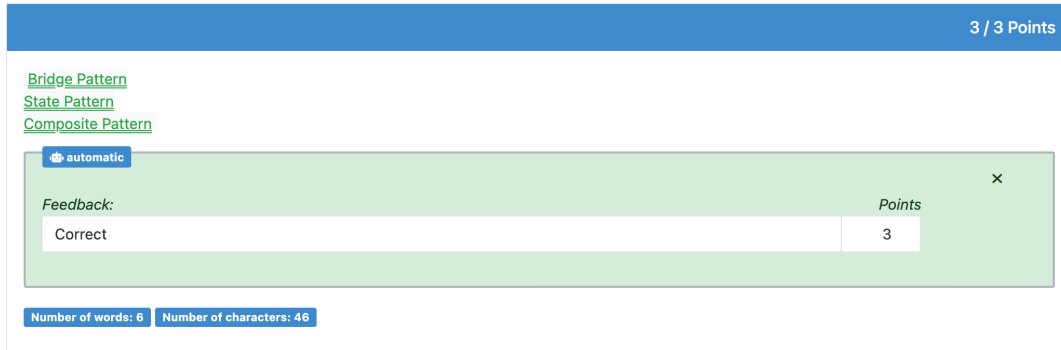 3 / 3 Points
Bridge Pattern
State Pattern
Composite Pattern
automatic
×
Feedback: Points
Correct 3
Number of words: 6 Number of characters: 46